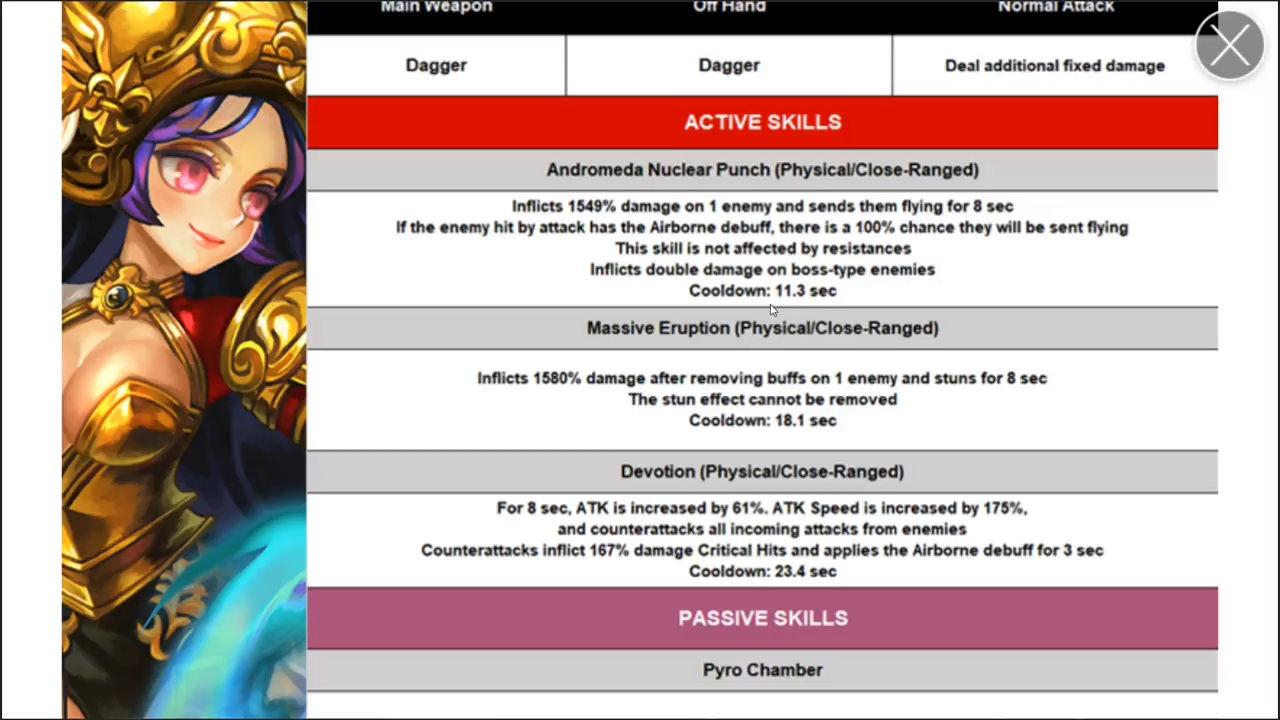 Main Weapon Off Hand Normal Attack
Dagger Dagger Deal additional fixed damage
ACTIVE SKILLS
Andromeda Nuclear Punch (Physical/Close-Ranged)
Inflicts 1549% damage on 1 enemy and sends them flying for 8 sec
If the enemy hit by attack has the Airborne debuff, there is a 100% chance they will be sent flying
This skill is not affected by resistances
Inflicts double damage on boss-type enemies
Cooldown: 11.3 sec
Massive Eruption (Physical/Close-Ranged)
Inflicts 1580% damage after removing buffs on 1 enemy and stuns for 8 sec
The stun effect cannot be removed
Cooldown: 18.1 sec
Devotion (Physical/Close-Ranged)
For 8 sec, ATK is increased by 61%. ATK Speed is increased by 175%,
and counterattacks all incoming attacks from enemies
Counterattacks inflict 167% damage Critical Hits and applies the Airborne debuff for 3 sec
Cooldown: 23.4 sec
PASSIVE SKILLS
Pyro Chamber